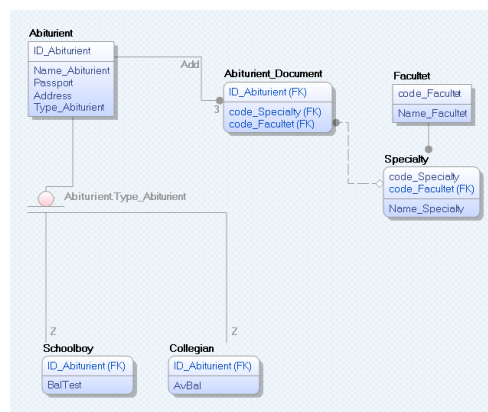 Abiturient
ID_Abiturient
Name_Abiturient
Passport
Address
Type_Abiturient
Add
3
Abiturient_Document
ID_Abiturient (FK)
code_Specialty (FK)
code_Facultet (FK)
Facultet
code_Facultet
Name_Facultet
Specialty
code_Specialty
code_Facultet (FK)
Name_Specialty
Abiturient.Type_Abiturient
Z
Z
Schoolboy
ID_Abiturient (FK)
BalTest
Collegian
ID_Abiturient (FK)
AvBal